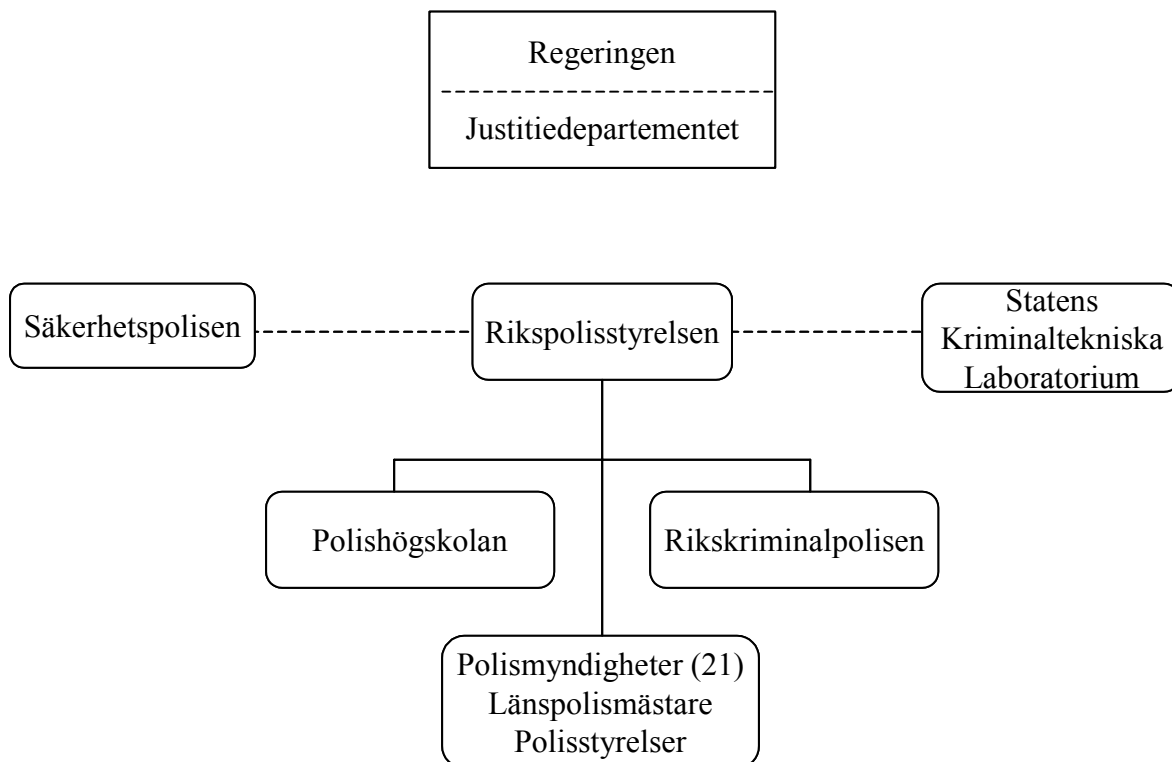 Regeringen
Justitiedepartementet
Säkerhetspolisen
Rikspolisstyrelsen
Statens
Kriminaltekniska
Laboratorium
Polishögskolan
Rikskriminalpolisen
Polismyndigheter (21)
Länspolismästare
Polisstyrelser